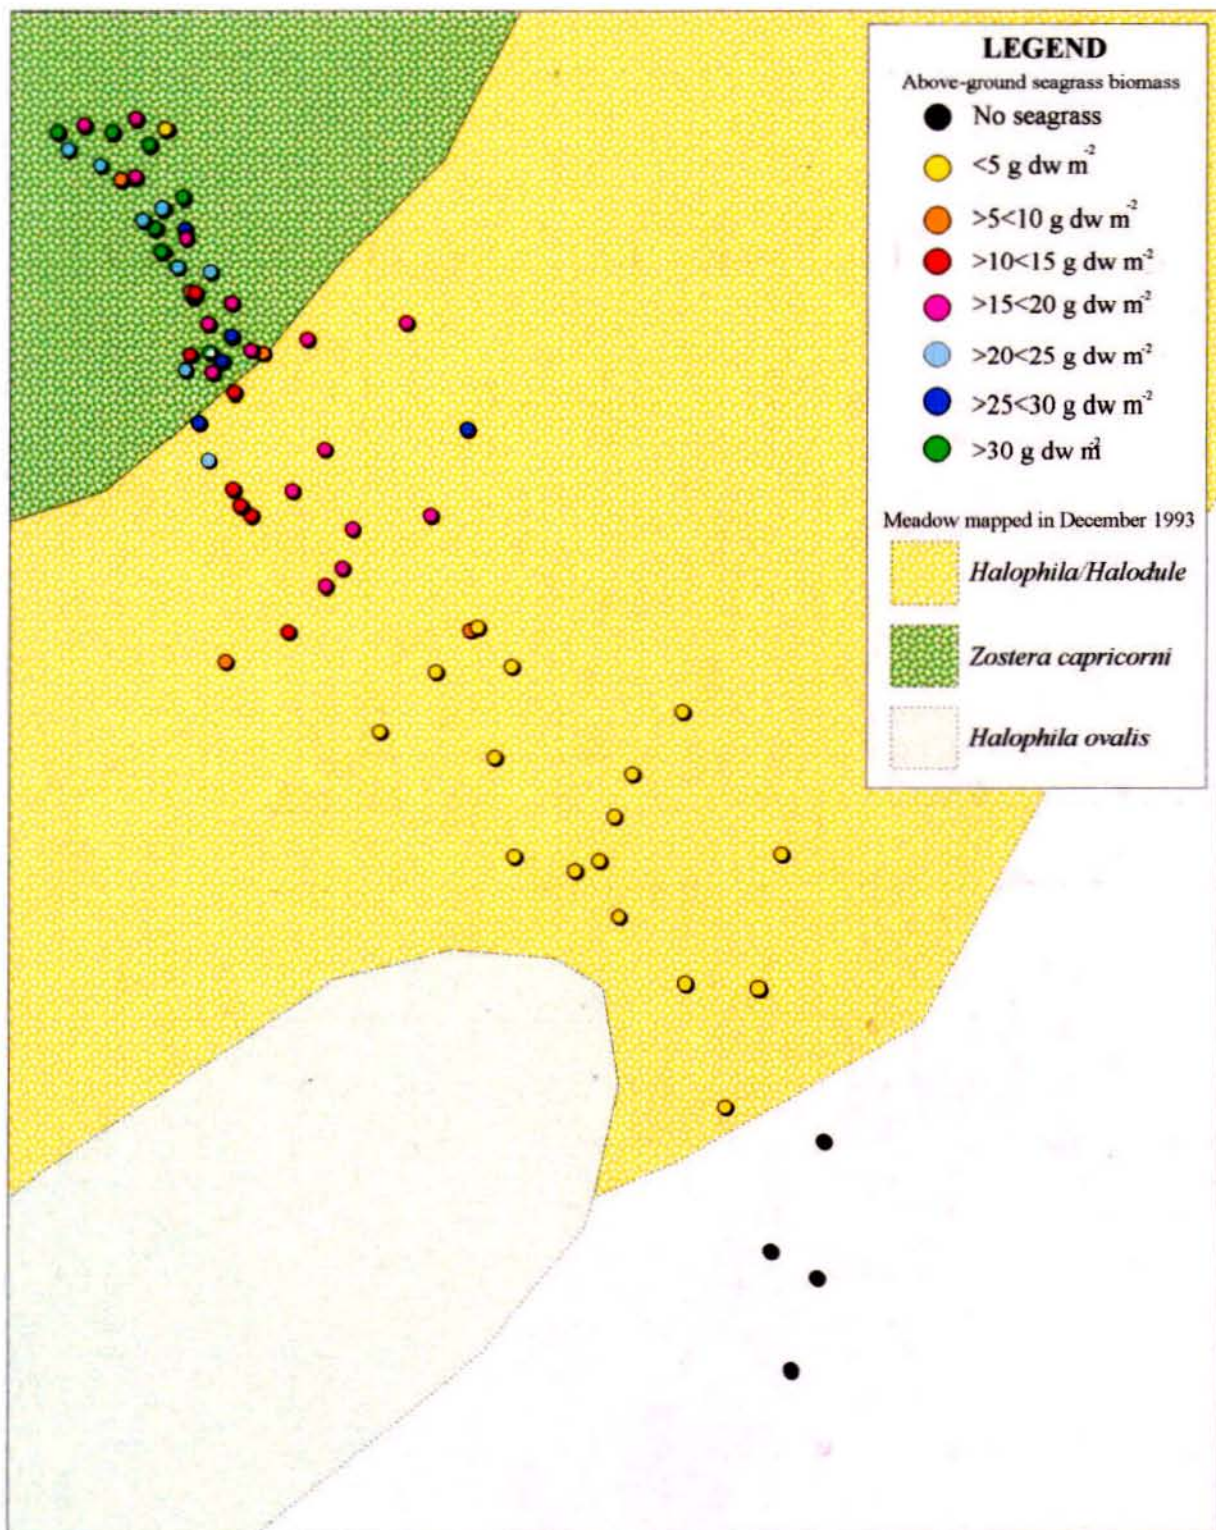 LEGEND
Above-ground seagrass biomass
No seagrass
<5 g dw m⁻²
>5<10 g dw m⁻²
>10<15 g dw m⁻²
>15<20 g dw m⁻²
>20<25 g dw m⁻²
>25<30 g dw m⁻²
>30 g dw m⁻²
Meadow mapped in December 1993
Halophila/Halodule
Zostera capricorni
Halophila ovalis